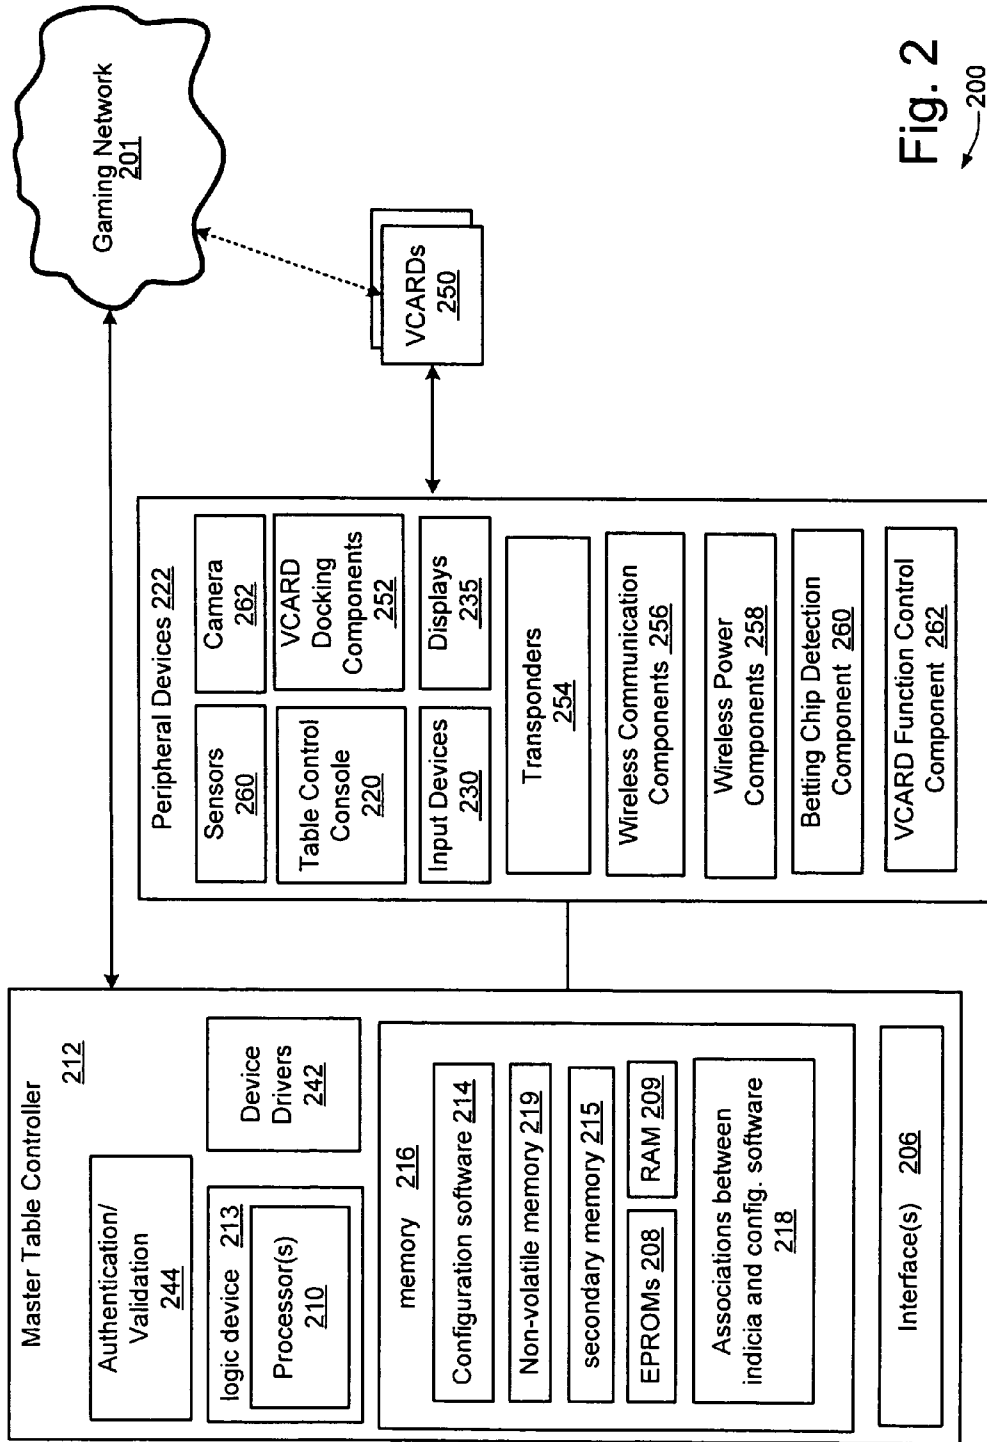 Master Table Controller
212
Authentication/
Validation
244
logic device 213
Processor(s)
210
Device
Drivers
242
memory
216
Configuration software 214
Non-volatile memory 219
secondary memory 215
EPROMs 208
RAM 209
Associations between
indicia and config. software
218
Interface(s) 206
Peripheral Devices 222
Sensors
260
Camera
262
Table Control
Console
220
VCARD
Docking
Components
252
Input Devices
230
Displays
235
Transponders
254
Wireless Communication
Components 256
Wireless Power
Components 258
Betting Chip Detection
Component 260
VCARD Function Control
Component 262
Gaming Network
201
VCARDs
250
Fig. 2
200